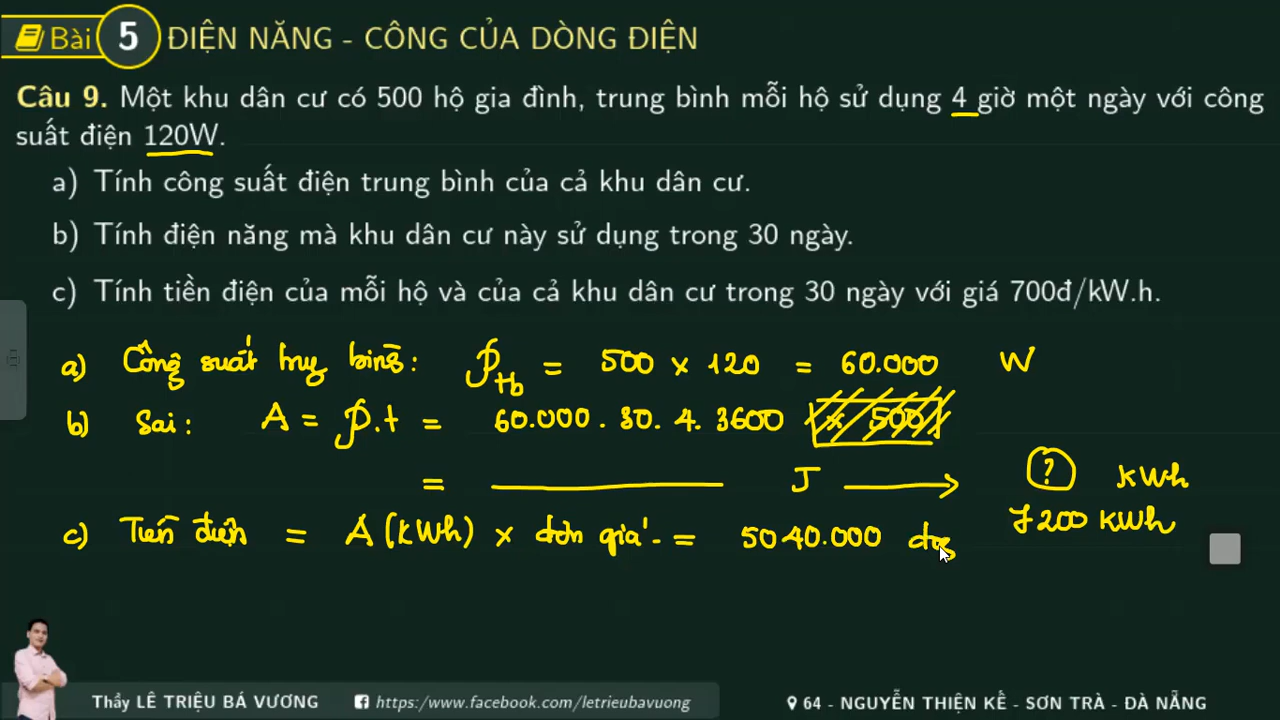 Bài 5 ĐIỆN NĂNG - CÔNG CỦA DÒNG ĐIỆN
Câu 9. Một khu dân cư có 500 hộ gia đình, trung bình mỗi hộ sử dụng 4 giờ một ngày với công
suất điện 120W.
a) Tính công suất điện trung bình của cả khu dân cư.
b) Tính điện năng mà khu dân cư này sử dụng trong 30 ngày.
c) Tính tiền điện của mỗi hộ và của cả khu dân cư trong 30 ngày với giá 700đ/kW.h.
a) Công suất bình: 𝒫tb = 500 x 120 = 60.000 W
b) Sai: A = 𝒫.t = 60.000 . 30. 4. 3600 x 500
= J → ? kWh
7200 kWh
c) Tiền điện = A (kWh) x đơn giá = 5040.000
Thầy LÊ TRIỆU BÁ VƯƠNG https://www.facebook.com/letrieubavuong 64 - NGUYỄN THIỆN KẾ - SƠN TRÀ - ĐÀ NẴNG